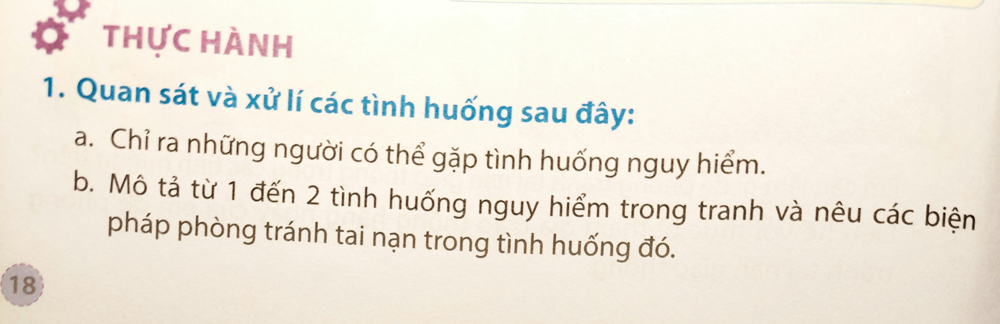 THỰC HÀNH
1. Quan sát và xử lí các tình huống sau đây:
a. Chỉ ra những người có thể gặp tình huống nguy hiểm.
b. Mô tả từ 1 đến 2 tình huống nguy hiểm trong tranh và nêu các biện
pháp phòng tránh tai nạn trong tình huống đó.
18